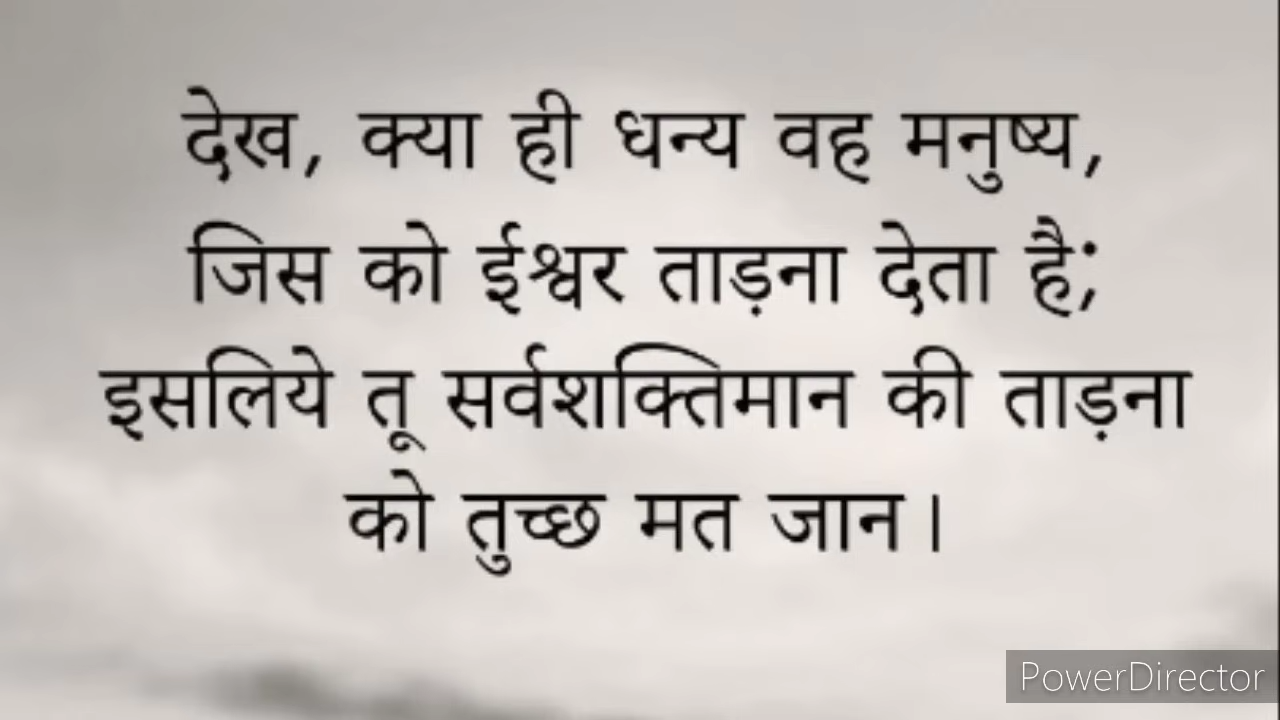 देख, क्या ही धन्य वह मनुष्य,
जिस को ईश्वर ताड़ना देता है;
इसलिये तू सर्वशक्तिमान की ताड़ना
को तुच्छ मत जान।
PowerDirector